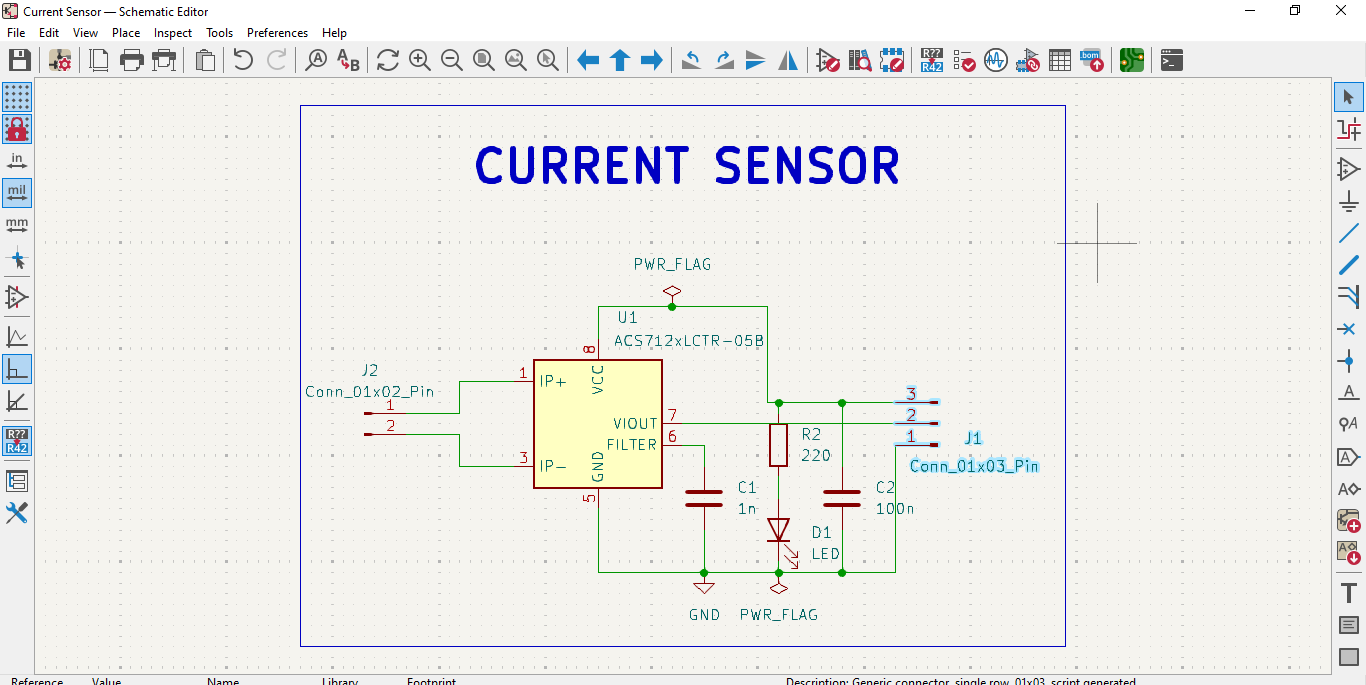 Current Sensor — Schematic Editor
File Edit View Place Inspect Tools Preferences Help
A
A B
R??
R42
bom
in
mil
mm
R??
R42
A
A
A
A
A
T
CURRENT SENSOR
PWR_FLAG
U1
ACS712xLCTR-05B
8
J2
Conn_01x02_Pin
1
2
1
3
IP+
IP-
VCC
GND
VIOUT
FILTER
7
6
5
3
2
1
J1
Conn_01x03_Pin
R2
220
C1
1n
C2
100n
D1
LED
GND
PWR_FLAG
Reference Value Name Library Footprint Description: Generic connector, single row, 01x03, script generated